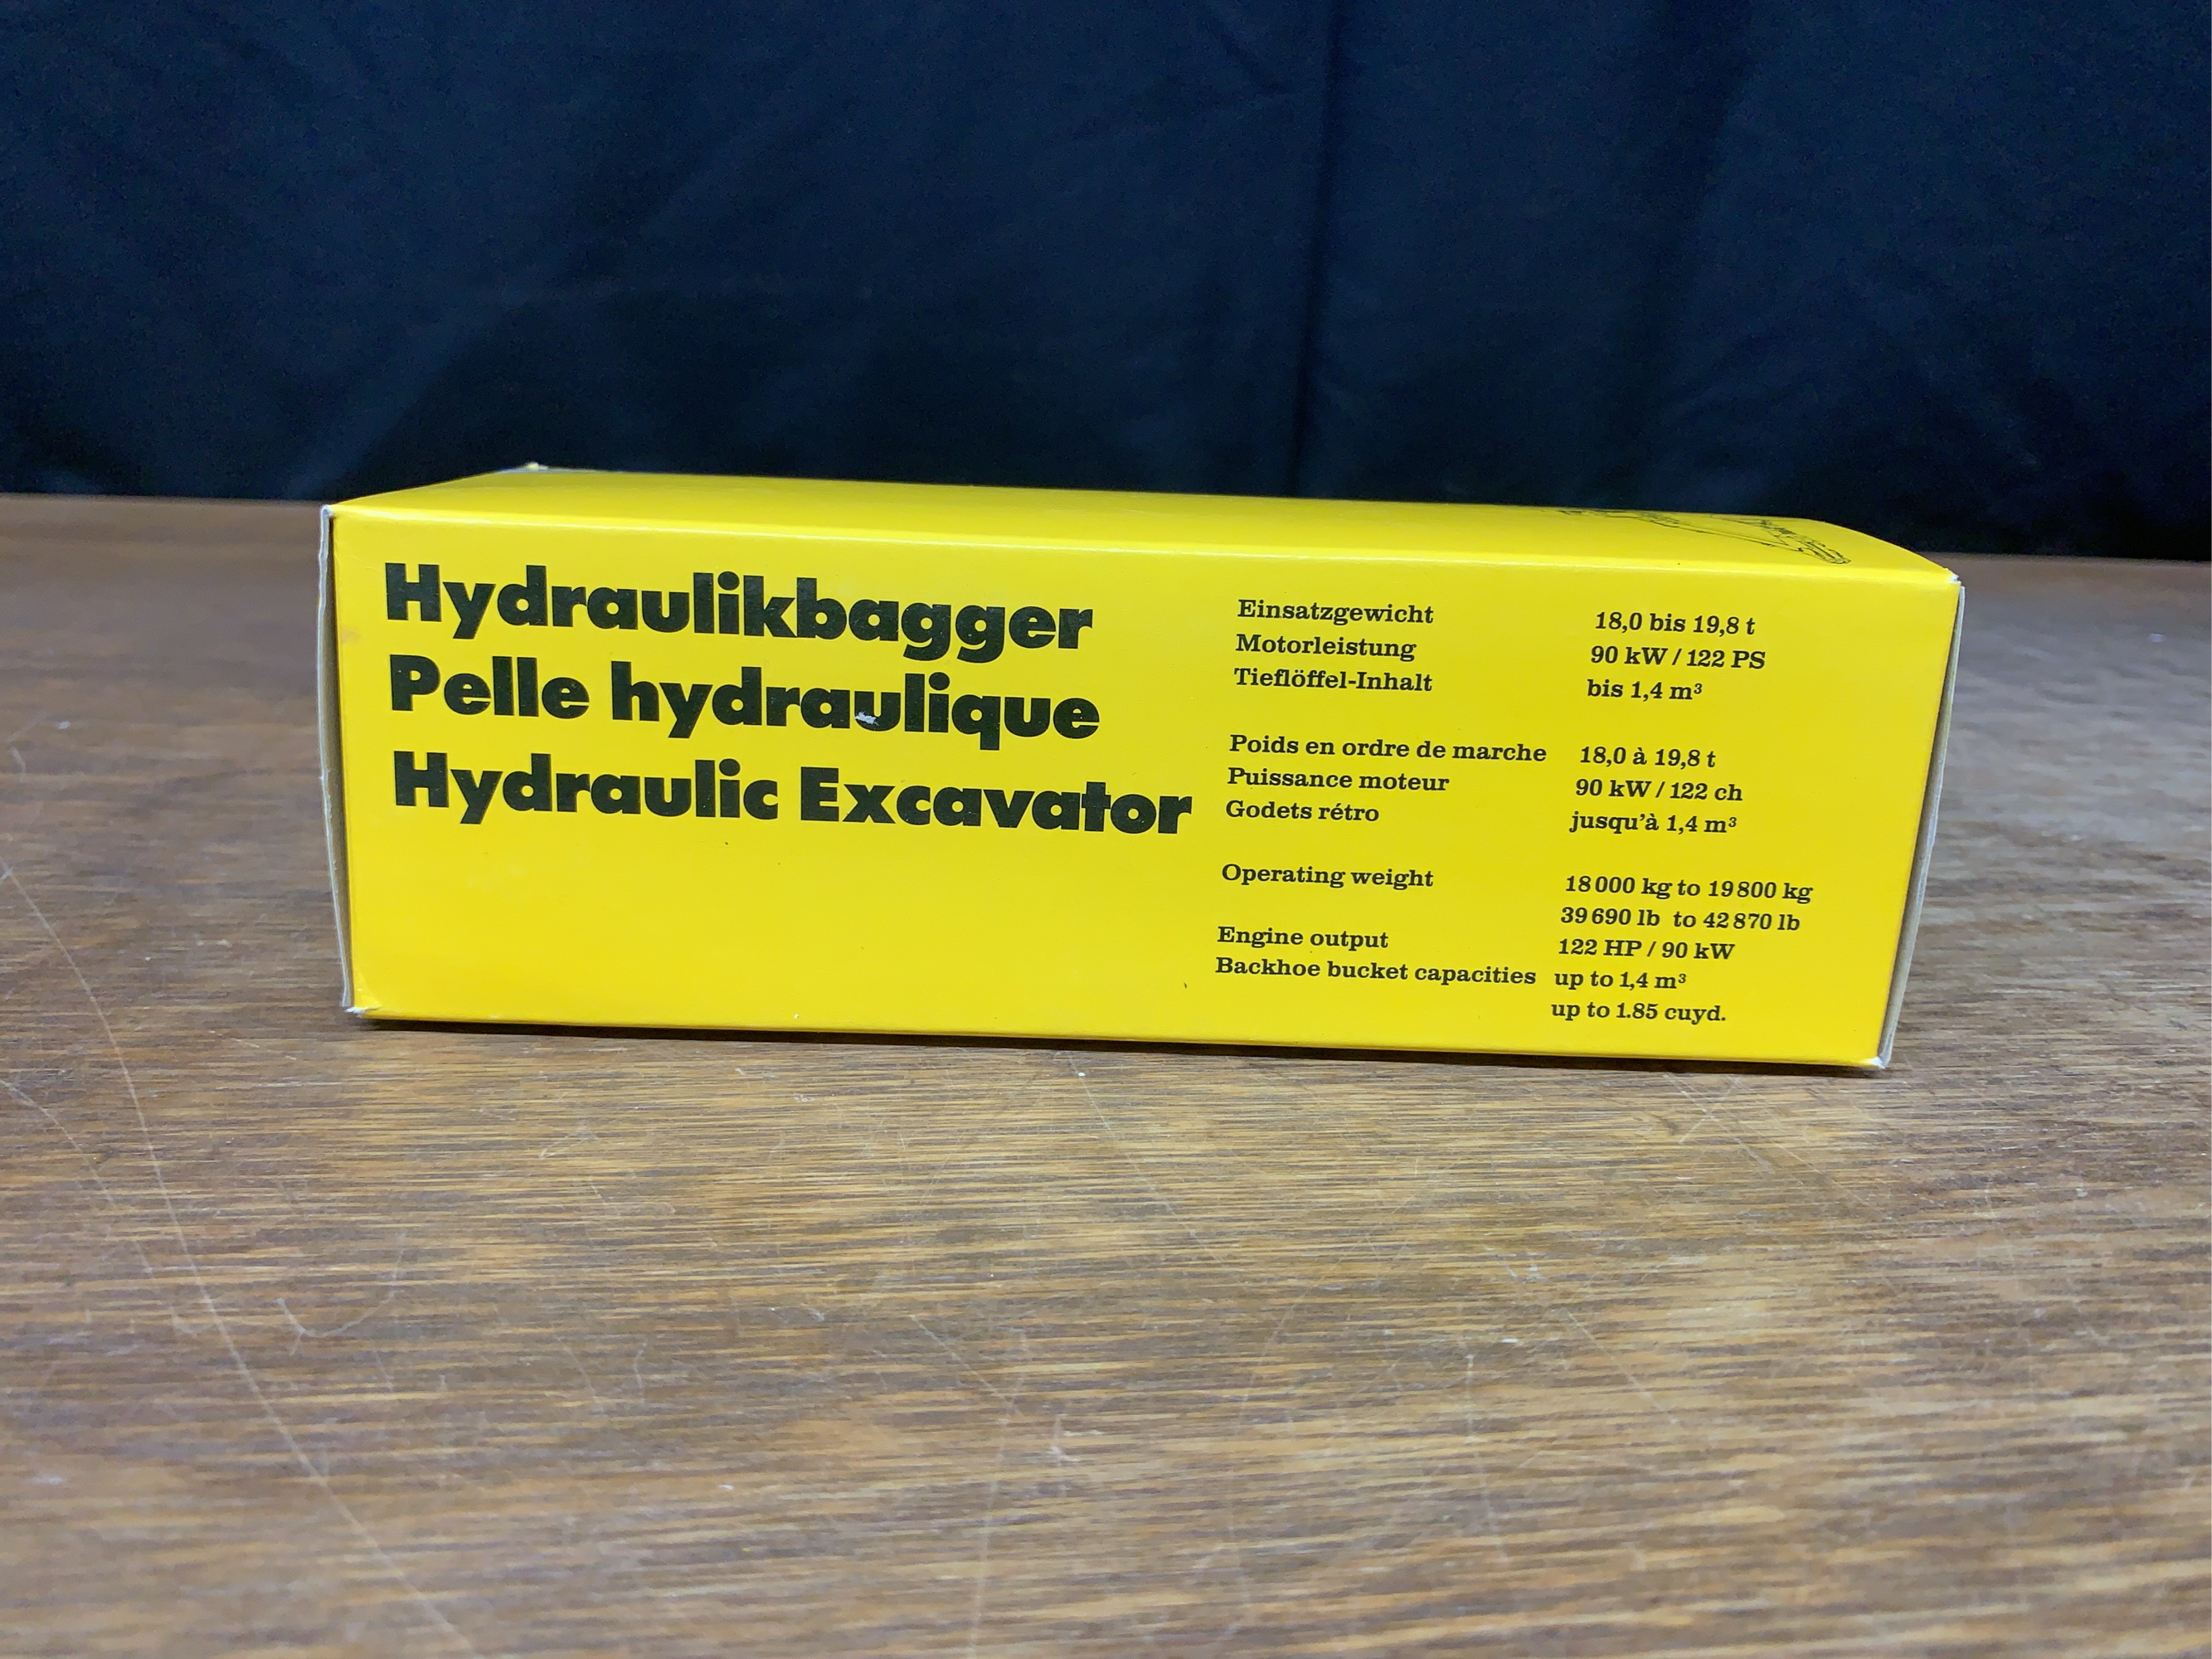 Hydraulikbagger
Pelle hydraulique
Hydraulic Excavator
Einsatzgewicht 18,0 bis 19,8 t
Motorleistung 90 kW / 122 PS
Tieflöffel-Inhalt bis 1,4 m³
Poids en ordre de marche 18,0 à 19,8 t
Puissance moteur 90 kW / 122 ch
Godets rétro jusqu'à 1,4 m³
Operating weight 18 000 kg to 19 800 kg
39 690 lb to 42 870 lb
Engine output 122 HP / 90 kW
Backhoe bucket capacities up to 1,4 m³
up to 1.85 cuyd.